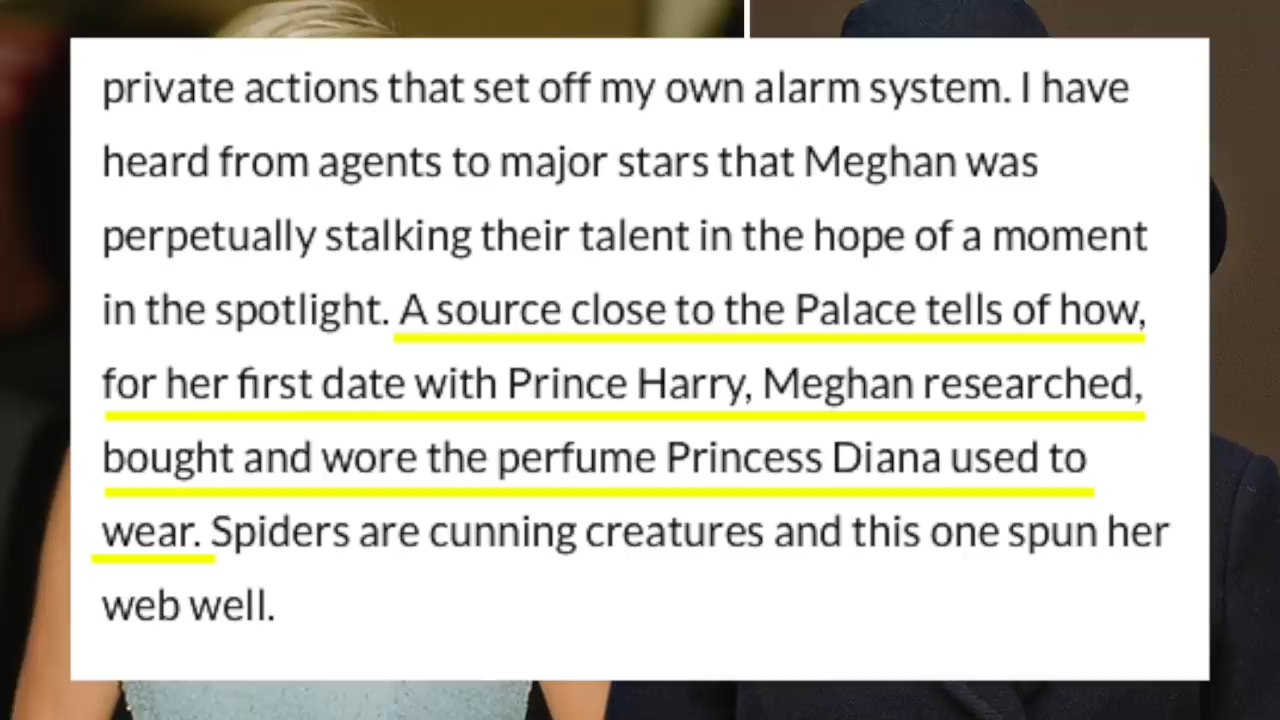 private actions that set off my own alarm system. I have
heard from agents to major stars that Meghan was
perpetually stalking their talent in the hope of a moment
in the spotlight. A source close to the Palace tells of how,
for her first date with Prince Harry, Meghan researched,
bought and wore the perfume Princess Diana used to
wear. Spiders are cunning creatures and this one spun her
web well.